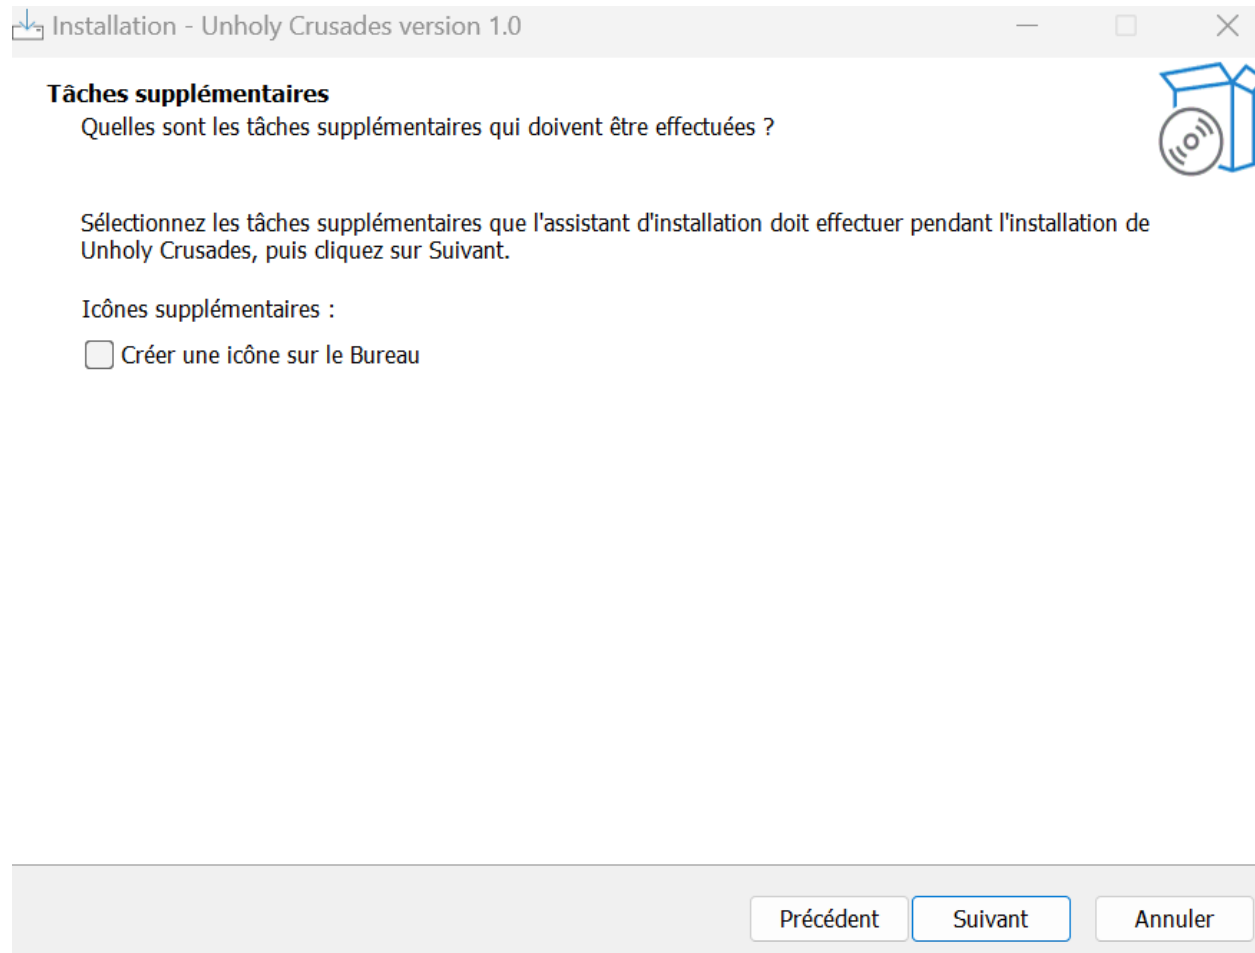 Installation - Unholy Crusades version 1.0
Tâches supplémentaires
Quelles sont les tâches supplémentaires qui doivent être effectuées ?
Sélectionnez les tâches supplémentaires que l'assistant d'installation doit effectuer pendant l'installation de
Unholy Crusades, puis cliquez sur Suivant.
Icônes supplémentaires :
Créer une icône sur le Bureau
Précédent
Suivant
Annuler